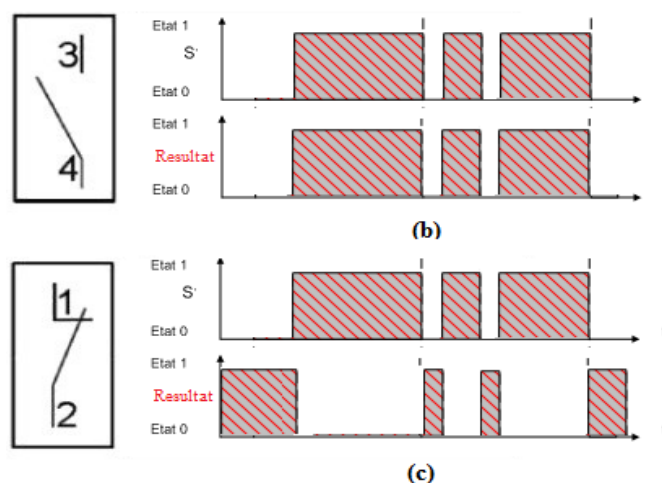 3
4
Etat 1
S'
Etat 0
Etat 1
Resultat
Etat 0
(b)
1
2
Etat 1
S'
Etat 0
Etat 1
Resultat
Etat 0
(c)